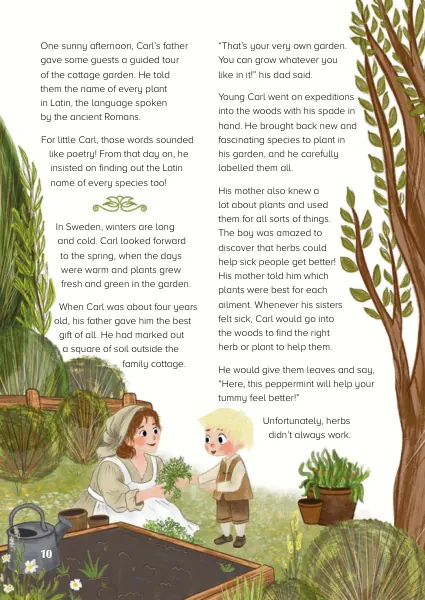 One sunny afternoon, Carl's father
gave some guests a guided tour
of the cottage garden. He told
them the name of every plant
in Latin, the language spoken
by the ancient Romans.
For little Carl, those words sounded
like poetry! From that day on, he
insisted on finding out the Latin
name of every species too!
In Sweden, winters are long
and cold. Carl looked forward
to the spring, when the days
were warm and plants grew
fresh and green in the garden.
When Carl was about four years
old, his father gave him the best
gift of all. He had marked out
a square of soil outside the
family cottage.
"That's your very own garden.
You can grow whatever you
like in it!" his dad said.
Young Carl went on expeditions
into the woods with his spade in
hand. He brought back new and
fascinating species to plant in
his garden, and he carefully
labelled them all.
His mother also knew a
lot about plants and used
them for all sorts of things.
The boy was amazed to
discover that herbs could
help sick people get better!
His mother told him which
plants were best for each
ailment. Whenever his sisters
felt sick, Carl would go into
the woods to find the right
herb or plant to help them.
He would give them leaves and say,
"Here, this peppermint will help your
tummy feel better!"
Unfortunately, herbs
didn't always work.
10